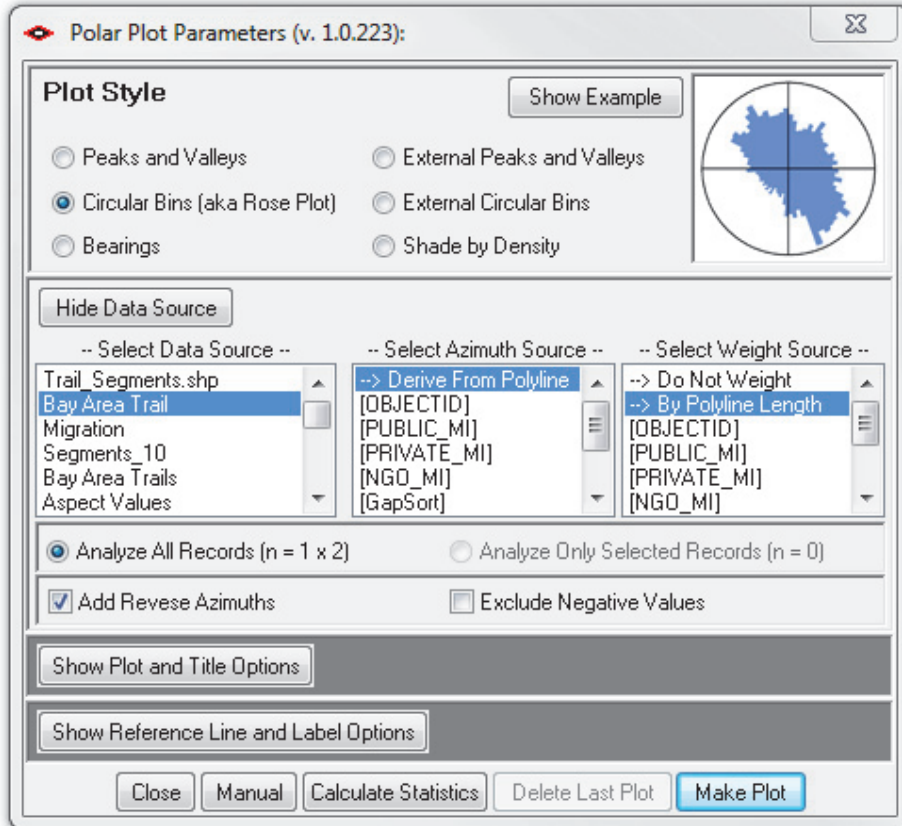 Polar Plot Parameters (v. 1.0.223):
Plot Style
Show Example
Peaks and Valleys
External Peaks and Valleys
Circular Bins (aka Rose Plot)
External Circular Bins
Bearings
Shade by Density
Hide Data Source
-- Select Data Source --
Trail_Segments.shp
Bay Area Trail
Migration
Segments_10
Bay Area Trails
Aspect Values
-- Select Azimuth Source --
--> Derive From Polyline
[OBJECTID]
[PUBLIC_MI]
[PRIVATE_MI]
[NGO_MI]
[GapSort]
-- Select Weight Source --
--> Do Not Weight
--> By Polyline Length
[OBJECTID]
[PUBLIC_MI]
[PRIVATE_MI]
[NGO_MI]
Analyze All Records (n = 1 x 2)
Analyze Only Selected Records (n = 0)
Add Revese Azimuths
Exclude Negative Values
Show Plot and Title Options
Show Reference Line and Label Options
Close
Manual
Calculate Statistics
Delete Last Plot
Make Plot